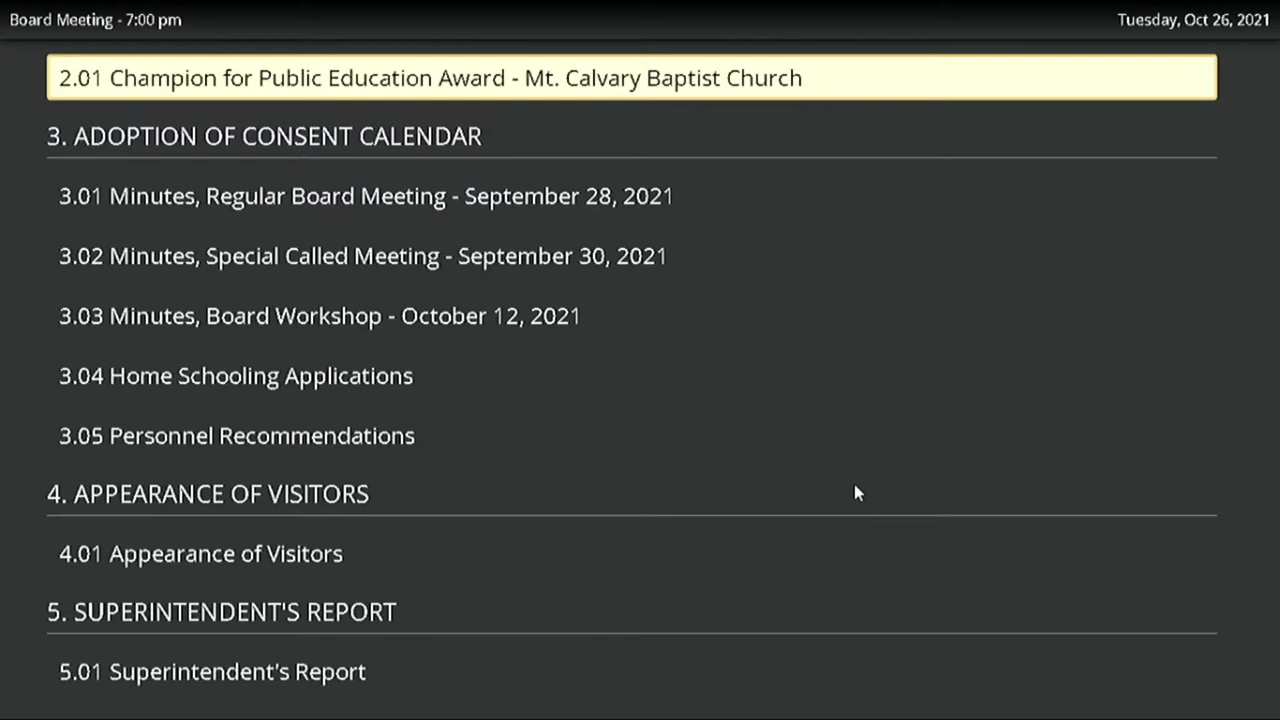 Board Meeting - 7:00 pm
Tuesday, Oct 26, 2021
2.01 Champion for Public Education Award - Mt. Calvary Baptist Church
3. ADOPTION OF CONSENT CALENDAR
3.01 Minutes, Regular Board Meeting - September 28, 2021
3.02 Minutes, Special Called Meeting - September 30, 2021
3.03 Minutes, Board Workshop - October 12, 2021
3.04 Home Schooling Applications
3.05 Personnel Recommendations
4. APPEARANCE OF VISITORS
4.01 Appearance of Visitors
5. SUPERINTENDENT'S REPORT
5.01 Superintendent's Report